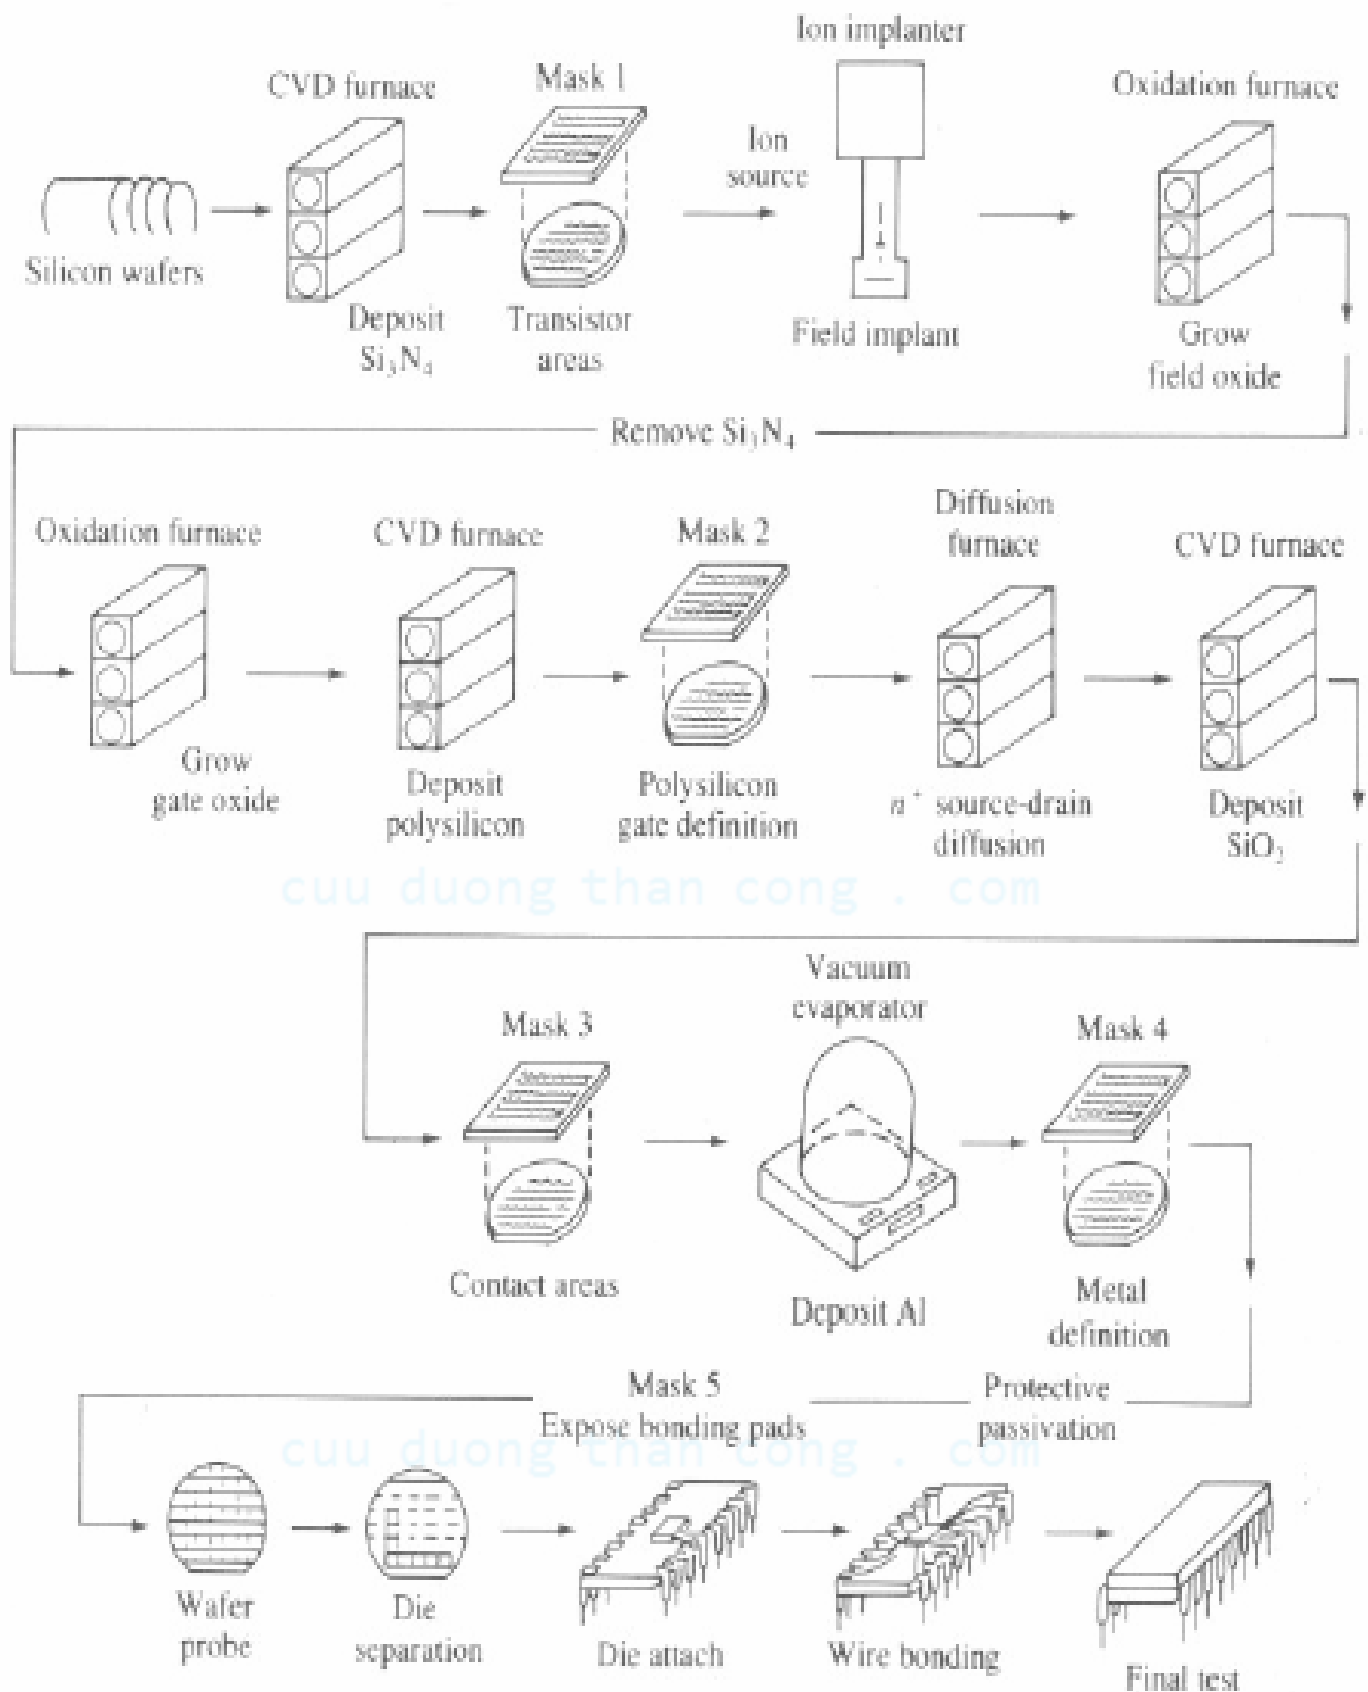 Ion implanter
CVD furnace
Mask 1
Oxidation furnace
Ion
source
Silicon wafers
Deposit
Si₃N₄
Transistor
areas
Field implant
Grow
field oxide
Remove Si₃N₄
Oxidation furnace
CVD furnace
Mask 2
Diffusion
furnace
CVD furnace
Grow
gate oxide
Deposit
polysilicon
Polysilicon
gate definition
n⁺ source-drain
diffusion
Deposit
SiO₂
cuu duong than cong . com
Mask 3
Vacuum
evaporator
Mask 4
Contact areas
Deposit Al
Metal
definition
Mask 5
Expose bonding pads
Protective
passivation
cuu duong than cong . com
Wafer
probe
Die
separation
Die attach
Wire bonding
Final test